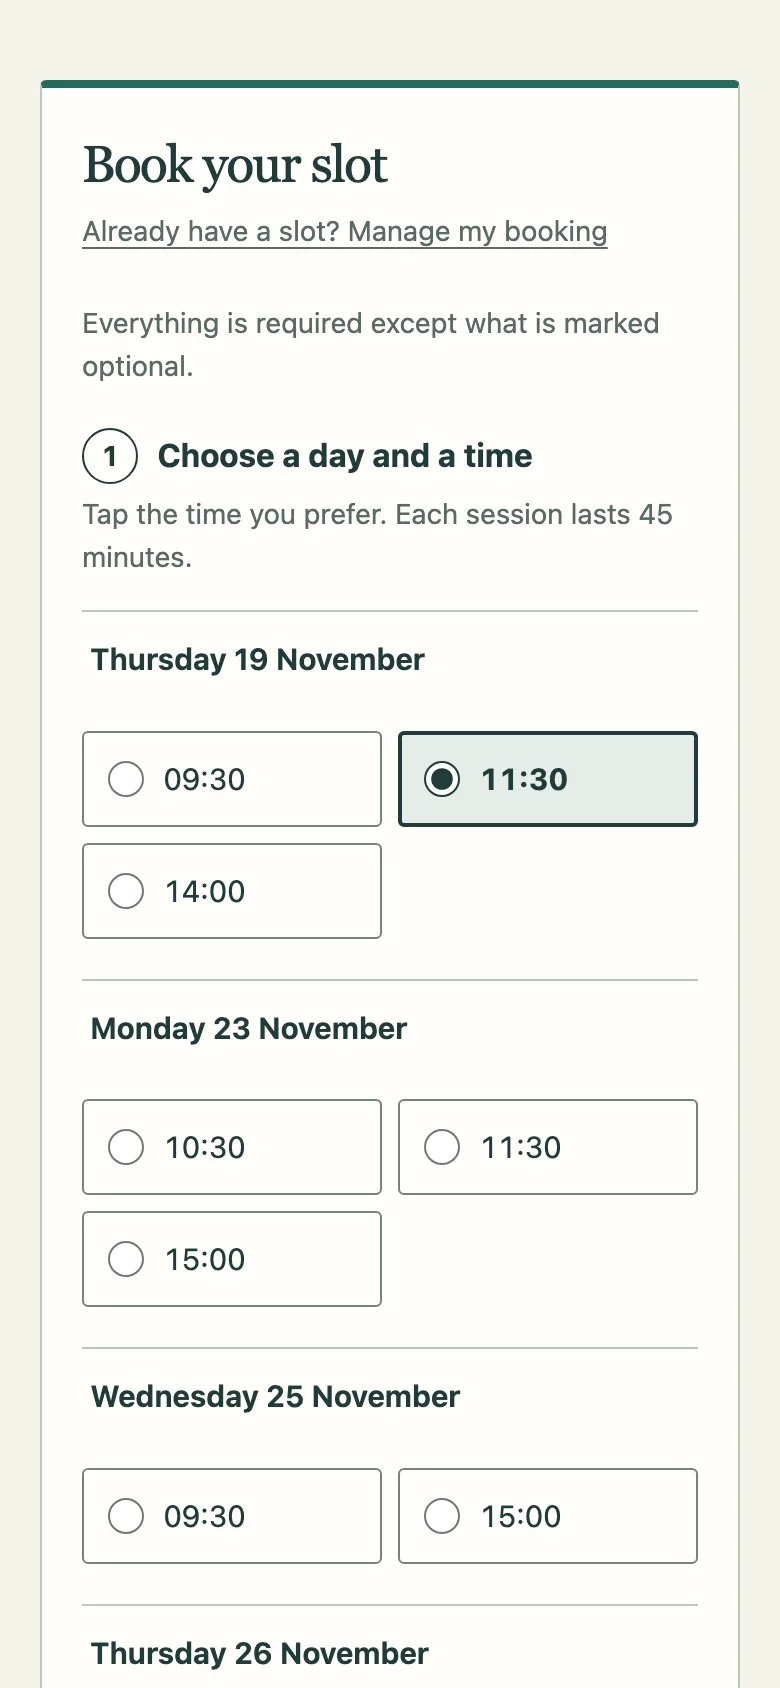 Book your slot
Already have a slot? Manage my booking
Everything is required except what is marked
optional.
1 Choose a day and a time
Tap the time you prefer. Each session lasts 45
minutes.
Thursday 19 November
09:30 11:30
14:00
Monday 23 November
10:30 11:30
15:00
Wednesday 25 November
09:30 15:00
Thursday 26 November